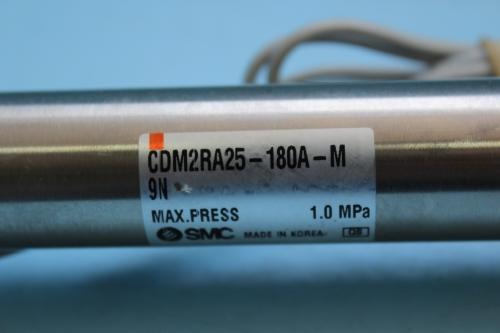 CDM2RA25-180A-M
9N
MAX.PRESS 1.0 MPa
SMC MADE IN KOREA